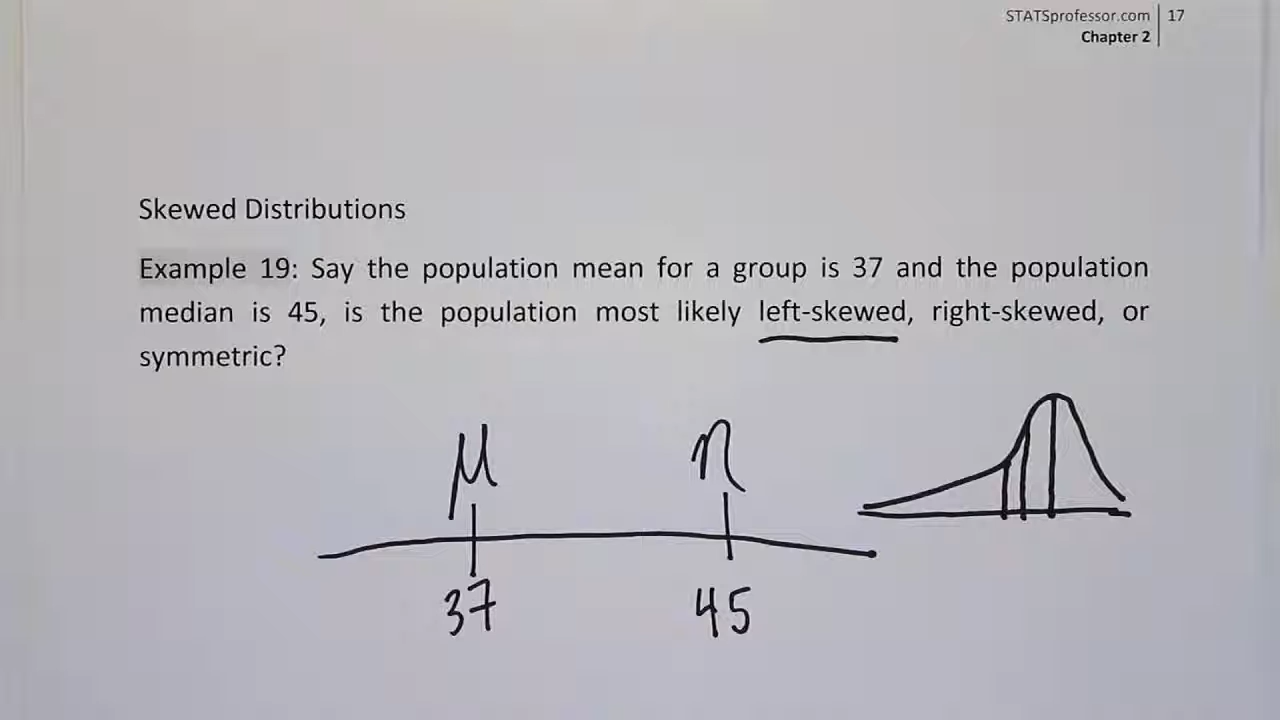 STATSprofessor.com | 17
Chapter 2
Skewed Distributions
Example 19: Say the population mean for a group is 37 and the population
median is 45, is the population most likely left-skewed, right-skewed, or
symmetric?
μ η
37 45